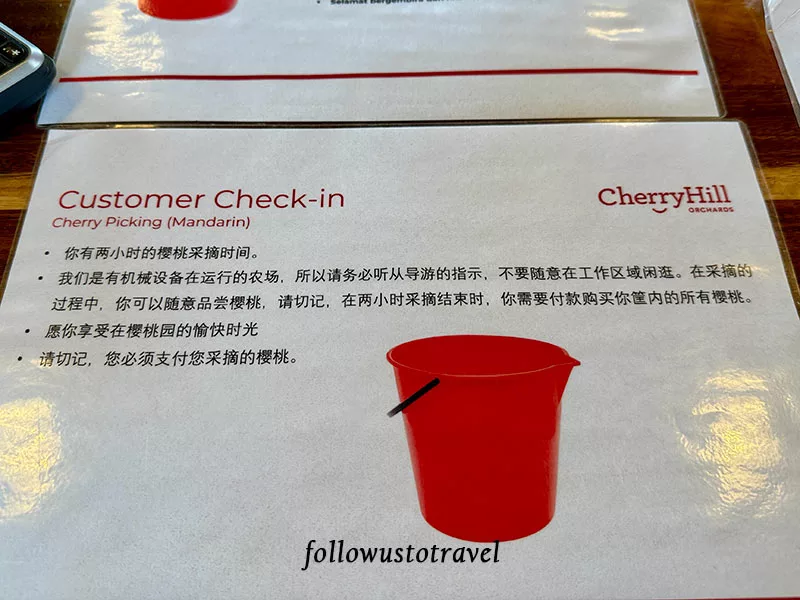 Selamat bergembira dan
Customer Check-in
CherryHill
ORCHARDS
Cherry Picking (Mandarin)
• 你有两小时的樱桃采摘时间。
• 我们是有机械设备在运行的农场，所以请务必听从导游的指示，不要随意在工作区域闲逛。在采摘的
过程中，你可以随意品尝樱桃，请切记，在两小时采摘结束时，你需要付款购买你筐内的所有樱桃。
• 愿你享受在樱桃园的愉快时光
• 请切记，您必须支付您采摘的樱桃。
followustotravel